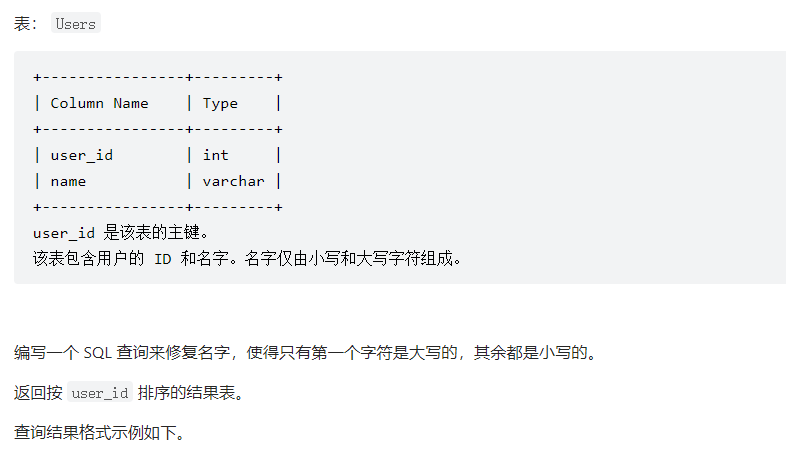 表： Users
+----------------+---------+
| Column Name    | Type    |
+----------------+---------+
| user_id        | int     |
| name           | varchar |
+----------------+---------+
user_id 是该表的主键。
该表包含用户的 ID 和名字。名字仅由小写和大写字符组成。
编写一个 SQL 查询来修复名字，使得只有第一个字符是大写的，其余都是小写的。
返回按 user_id 排序的结果表。
查询结果格式示例如下。